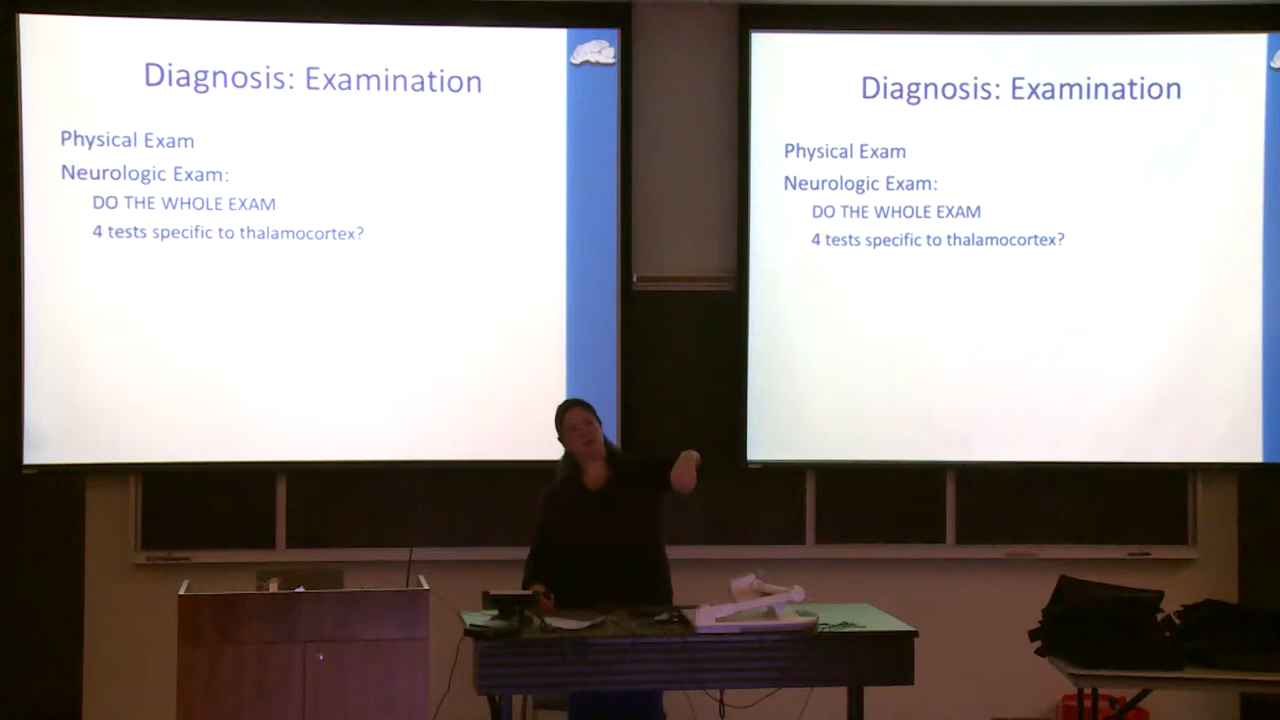 Diagnosis: Examination
Physical Exam
Neurologic Exam:
DO THE WHOLE EXAM
4 tests specific to thalamocortex?
Diagnosis: Examination
Physical Exam
Neurologic Exam:
DO THE WHOLE EXAM
4 tests specific to thalamocortex?